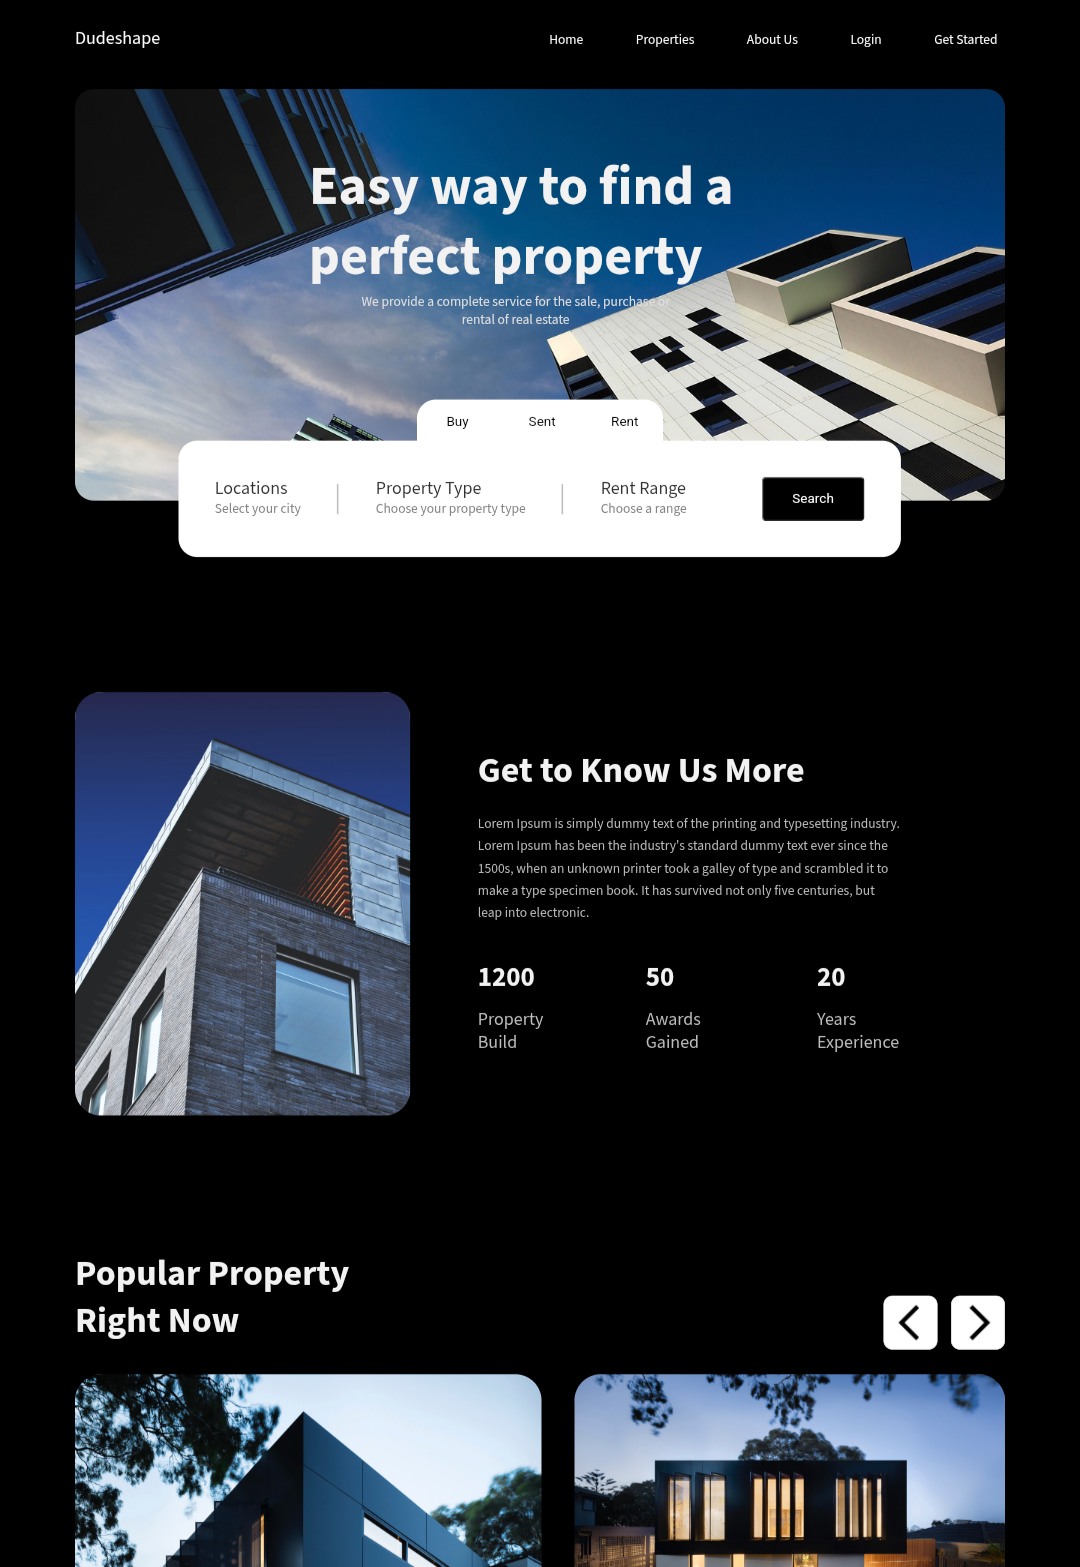 Dudeshape
Home Properties About Us Login Get Started
Easy way to find a
perfect property
We provide a complete service for the sale, purchase or
rental of real estate
Buy Sent Rent
Locations Property Type Rent Range
Select your city Choose your property type Choose a range
Search
Get to Know Us More
Lorem Ipsum is simply dummy text of the printing and typesetting industry.
Lorem Ipsum has been the industry's standard dummy text ever since the
1500s, when an unknown printer took a galley of type and scrambled it to
make a type specimen book. It has survived not only five centuries, but
leap into electronic.
1200 50 20
Property Awards Years
Build Gained Experience
Popular Property
Right Now